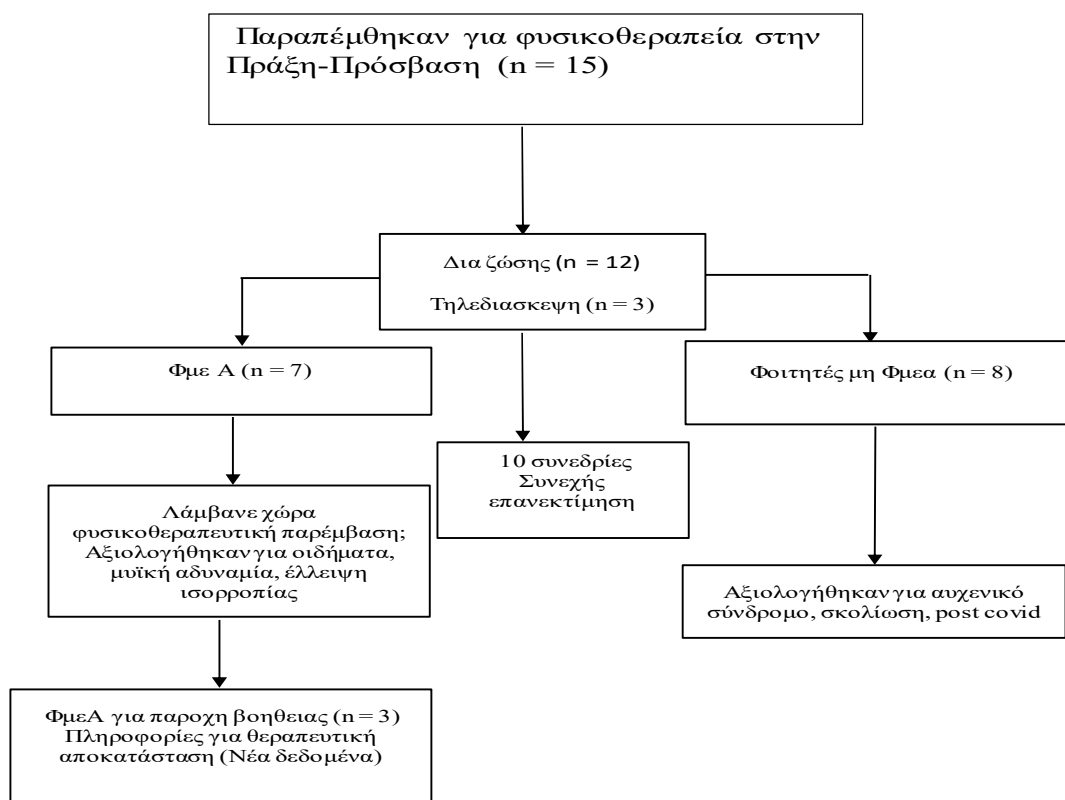 Παραπέμθηκαν για φυσικοθεραπεία στην
Πράξη-Πρόσβαση (n = 15)
Δια ζώσης (n = 12)
Τηλεδιασκεψη (n = 3)
Φμε Α (n = 7)
Φοιτητές μη Φμεα (n = 8)
10 συνεδρίες
Συνεχής
επανεκτίμηση
Λάμβανε χώρα
φυσικοθεραπευτική παρέμβαση;
Αξιολογήθηκαν για οιδήματα,
μυϊκή αδυναμία, έλλειψη
ισορροπίας
Αξιολογήθηκαν για αυχενικό
σύνδρομο, σκολίωση, post covid
ΦμεΑ για παροχη βοηθειας (n = 3)
Πληροφορίες για θεραπευτική
αποκατάσταση (Νέα δεδομένα)